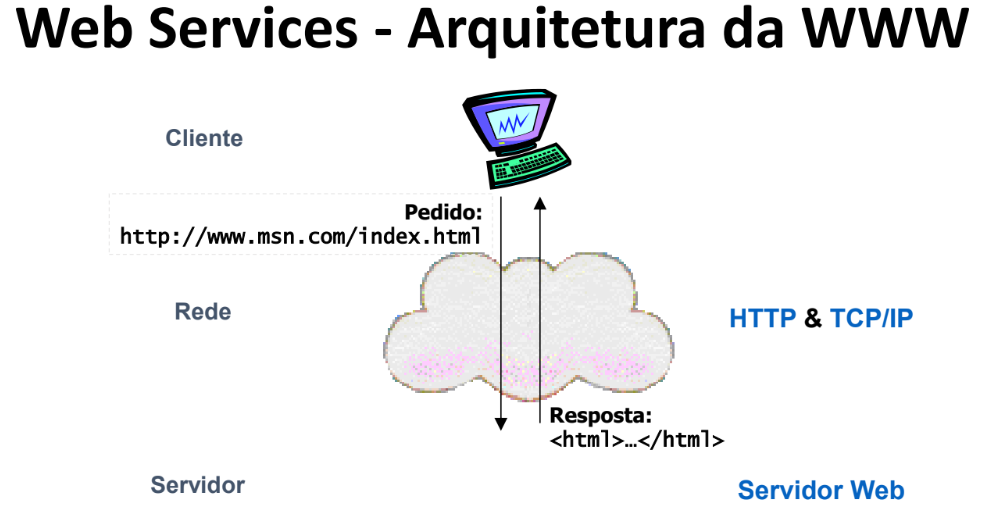 Web Services - Arquitetura da WWW
Cliente
Pedido:
http://www.msn.com/index.html
Rede
HTTP & TCP/IP
Resposta:
<html>…</html>
Servidor
Servidor Web